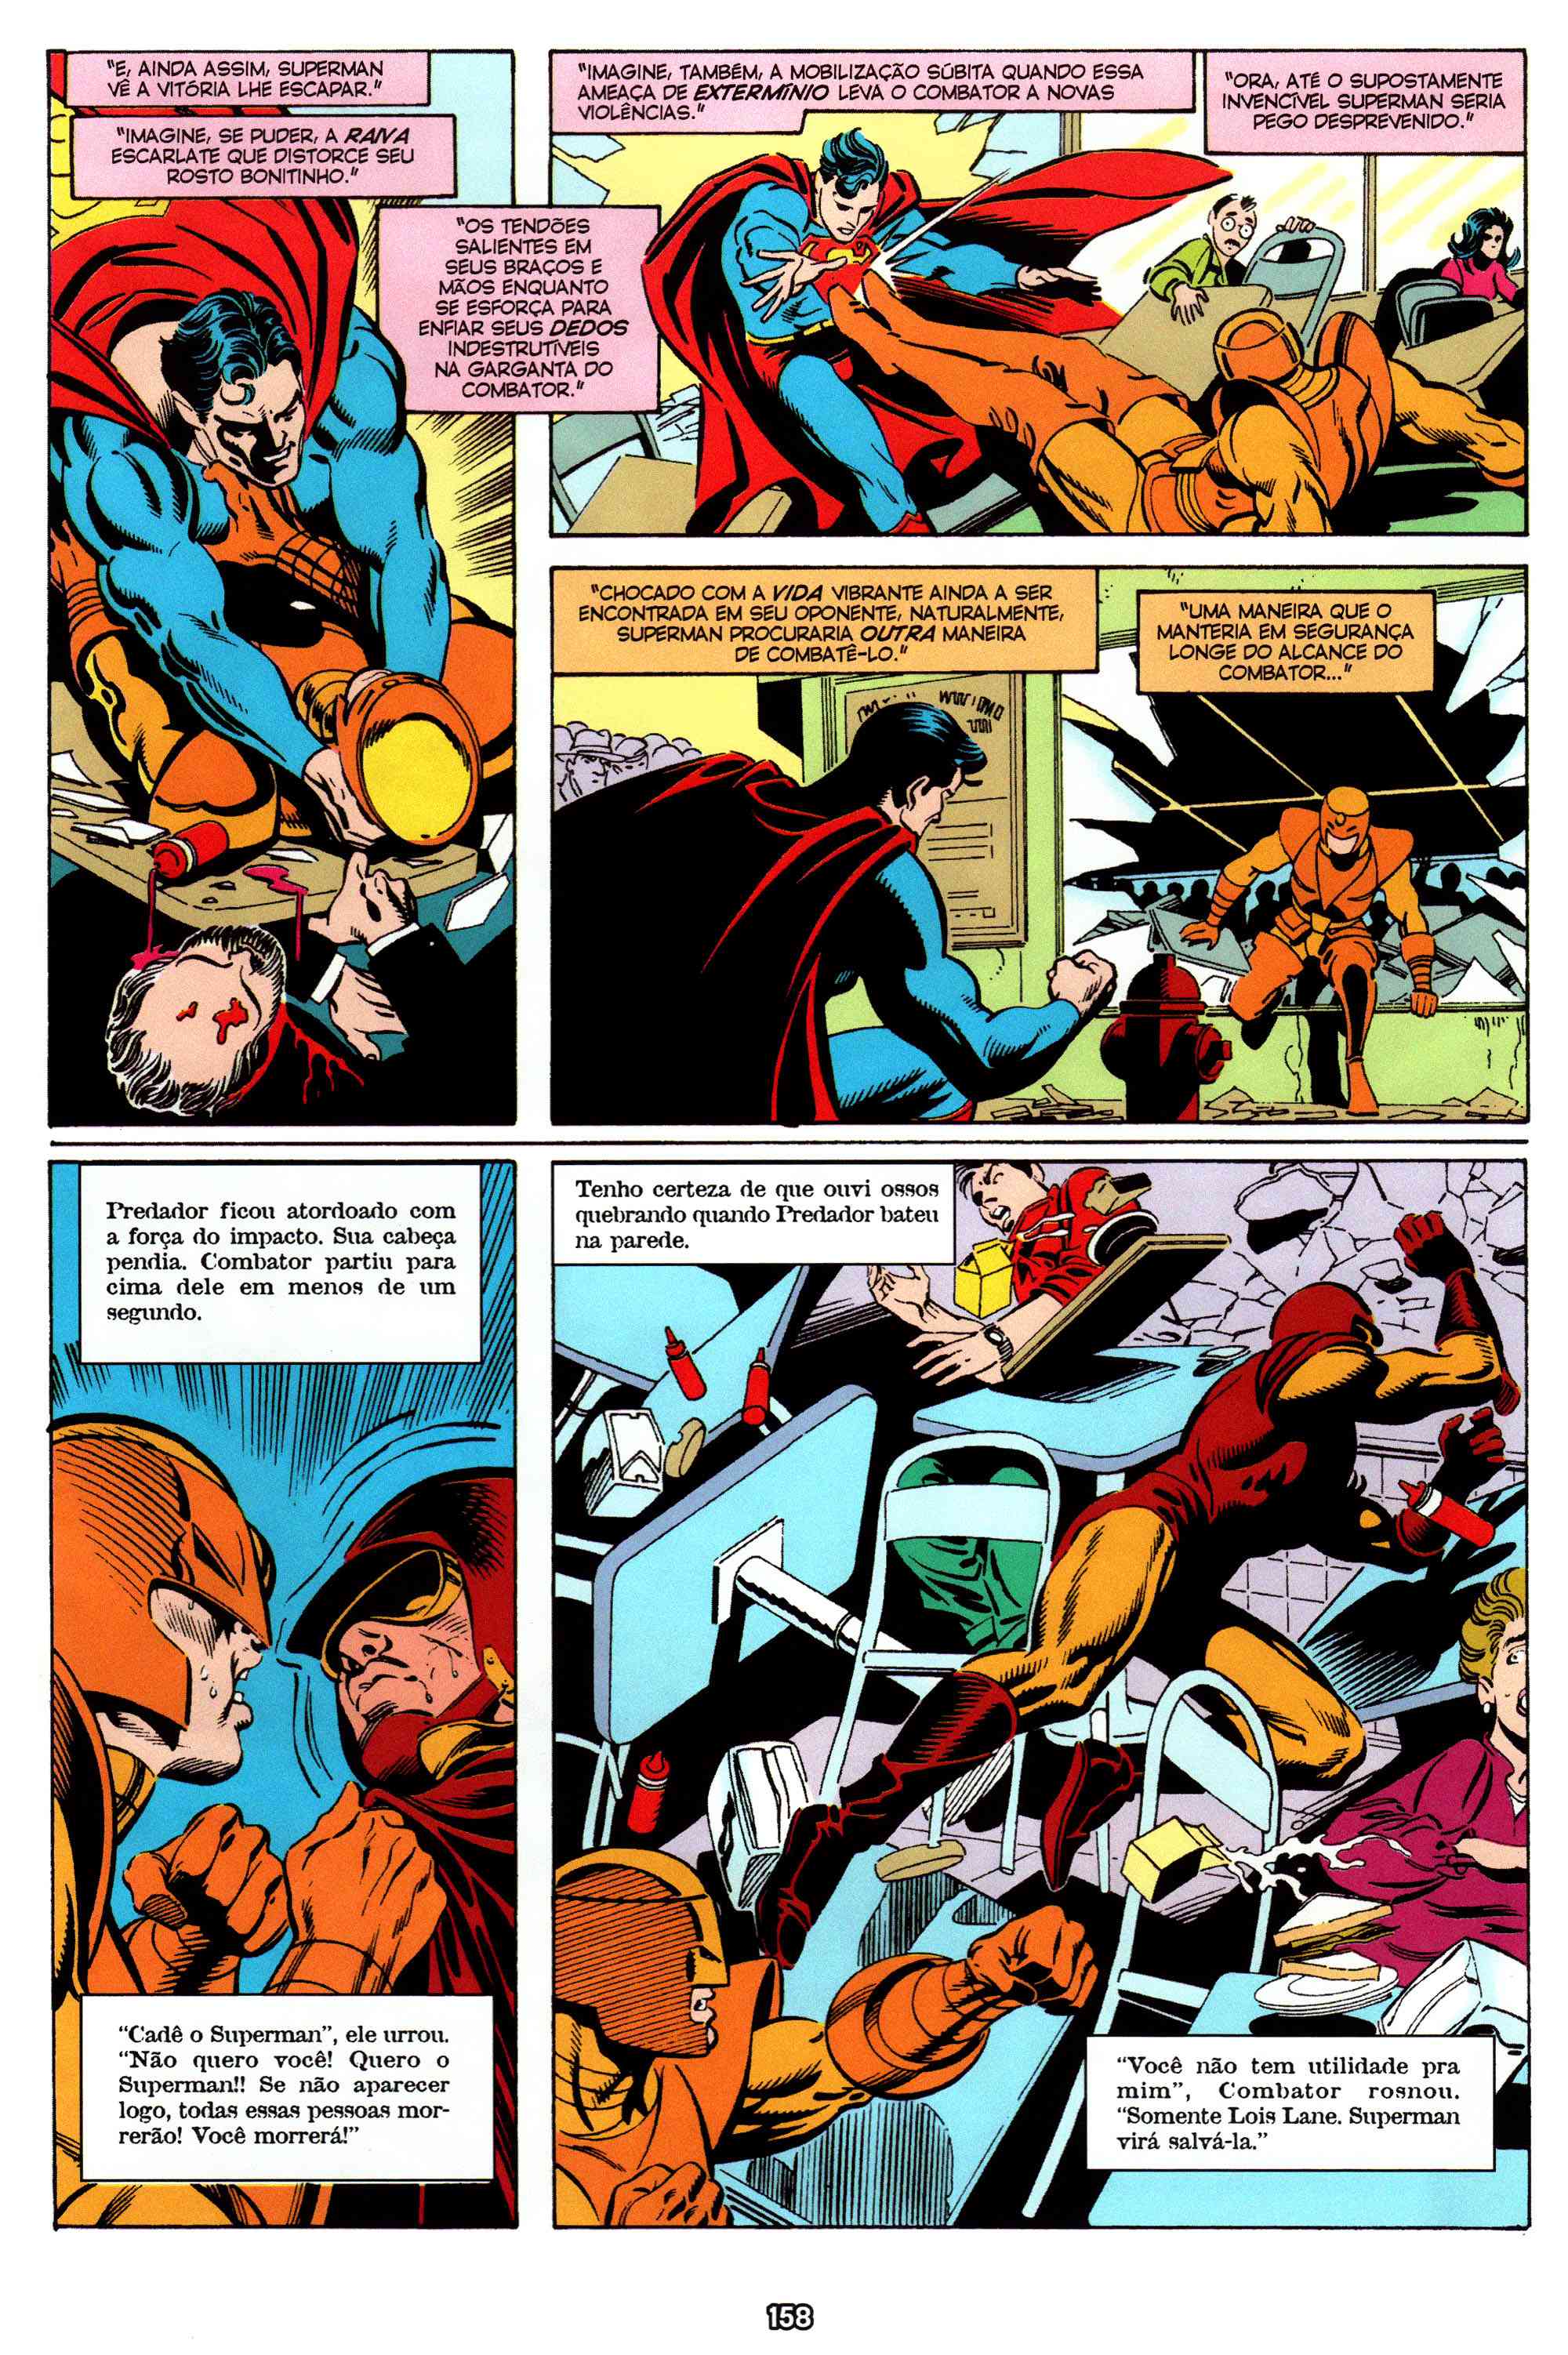 "E, AINDA ASSIM, SUPERMAN
VÊ A VITÓRIA LHE ESCAPAR."
"IMAGINE, SE PUDER, A RAIVA
ESCARLATE QUE DISTORCE SEU
ROSTO BONITINHO."
"OS TENDÕES
SALIENTES EM
SEUS BRAÇOS E
MÃOS ENQUANTO
SE ESFORÇA PARA
ENFIAR SEUS DEDOS
INDESTRUTÍVEIS
NA GARGANTA DO
COMBATOR."
"IMAGINE, TAMBÉM, A MOBILIZAÇÃO SÚBITA QUANDO ESSA
AMEAÇA DE EXTERMÍNIO LEVA O COMBATOR A NOVAS
VIOLÊNCIAS."
"ORA, ATÉ O SUPOSTAMENTE
INVENCÍVEL SUPERMAN SERIA
PEGO DESPREVENIDO."
"CHOCADO COM A VIDA VIBRANTE AINDA A SER
ENCONTRADA EM SEU OPONENTE, NATURALMENTE,
SUPERMAN PROCURARIA OUTRA MANEIRA
DE COMBATÊ-LO."
"UMA MANEIRA QUE O
MANTERIA EM SEGURANÇA
LONGE DO ALCANCE DO
COMBATOR..."
Predador ficou atordoado com
a força do impacto. Sua cabeça
pendia. Combator partiu para
cima dele em menos de um
segundo.
"Cadê o Superman", ele urrou.
"Não quero você! Quero o
Superman!! Se não aparecer
logo, todas essas pessoas mor-
rerão! Você morrerá!"
Tenho certeza de que ouvi ossos
quebrando quando Predador bateu
na parede.
"Você não tem utilidade pra
mim", Combator rosnou.
"Somente Lois Lane. Superman
virá salvá-la."
158